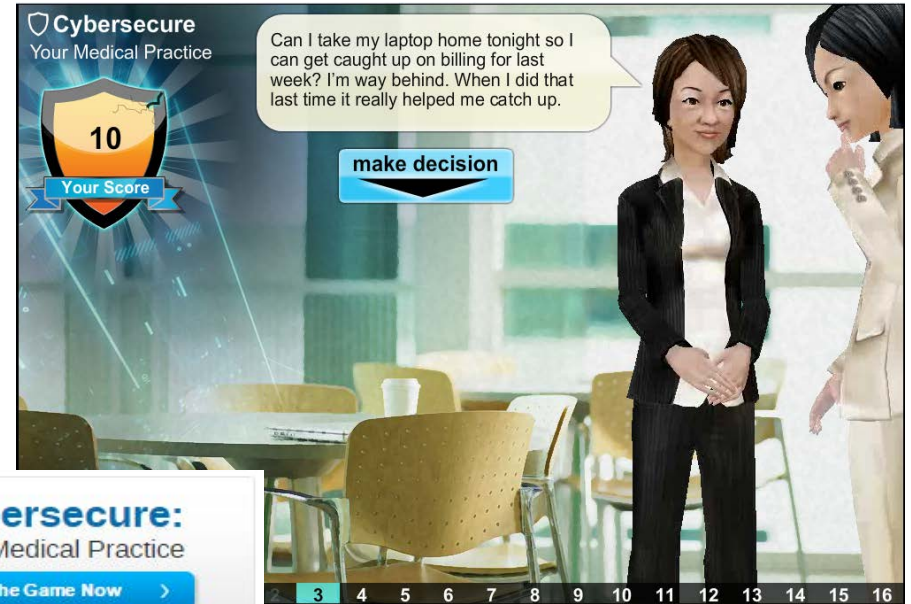 Cybersecure
Your Medical Practice
10
Your Score
Can I take my laptop home tonight so I
can get caught up on billing for last
week? I'm way behind. When I did that
last time it really helped me catch up.
make decision
ersecure:
Medical Practice
he Game Now >
2 3 4 5 6 7 8 9 10 11 12 13 14 15 16